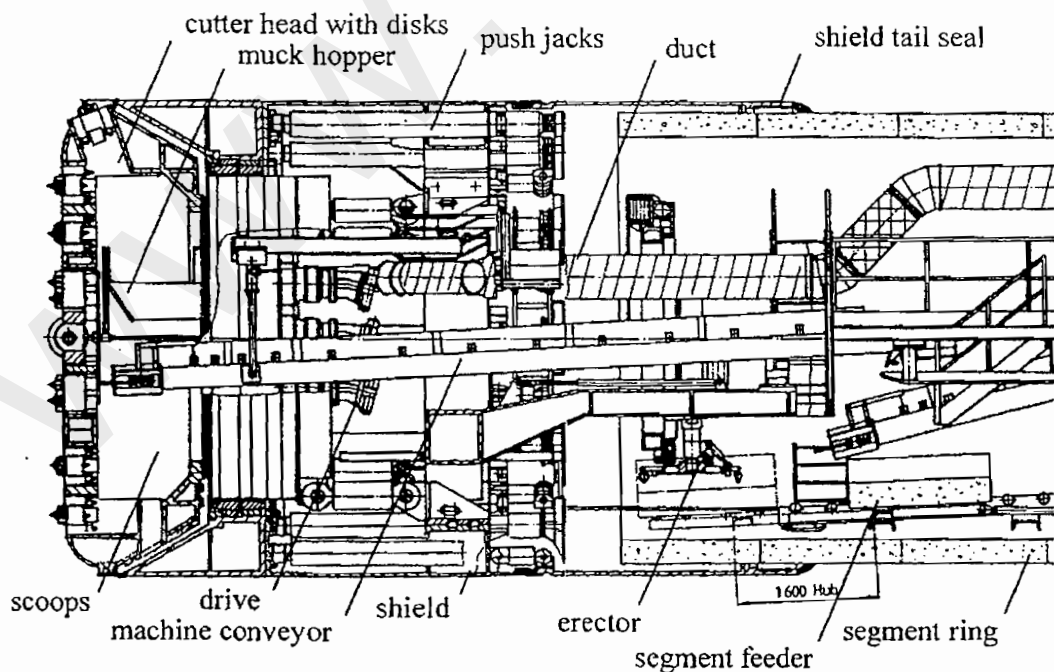 cutter head with disks
muck hopper
push jacks
duct
shield tail seal
scoops
drive
machine conveyor
shield
erector
1600 Hub
segment feeder
segment ring
www.